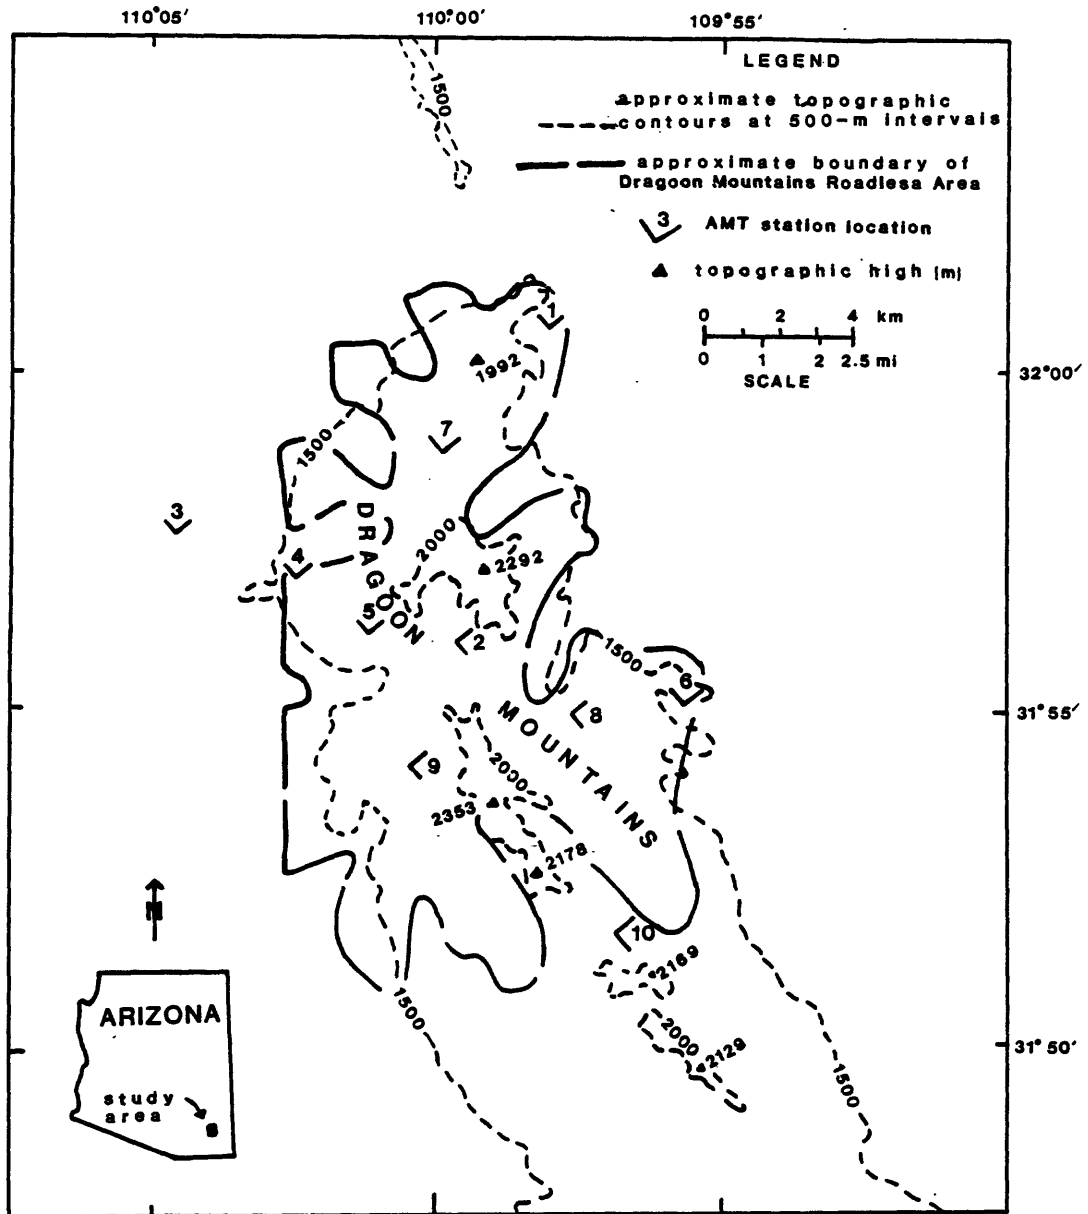 110°05′ 110°00′ 109°55′
LEGEND
approximate topographic
contours at 500-m intervals
approximate boundary of
Dragoon Mountains Roadlesa Area
3 AMT station location
topographic high (m)
0 2 4 km
0 1 2 2.5 mi
SCALE
1500
1
1992
32°00′
7
1500
3
DRAGOON
2000
2292
4
5
2
1500
6
8
31°55′
MOUNTAINS
9
2000
2353
2178
10
2169
N
1500
2000
2129
31°50′
1500
ARIZONA
study
area